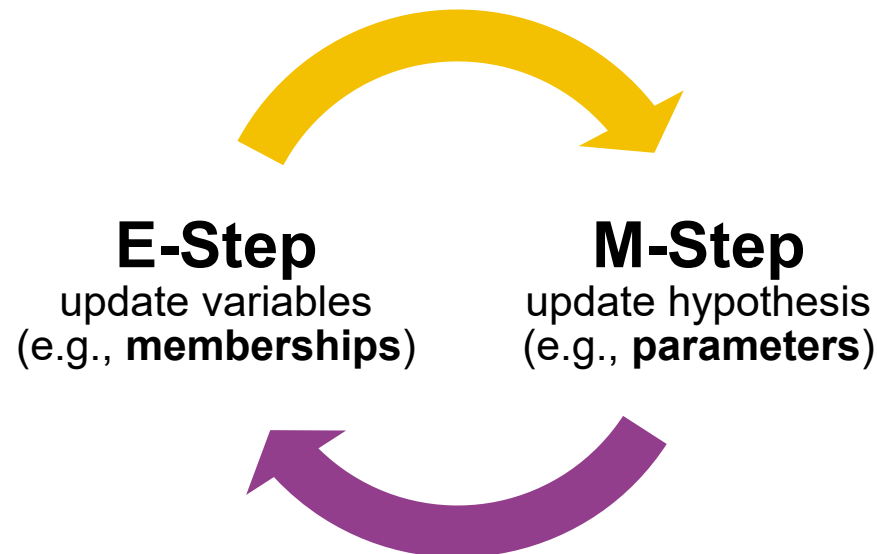 E-Step
update variables
(e.g., memberships)
M-Step
update hypothesis
(e.g., parameters)